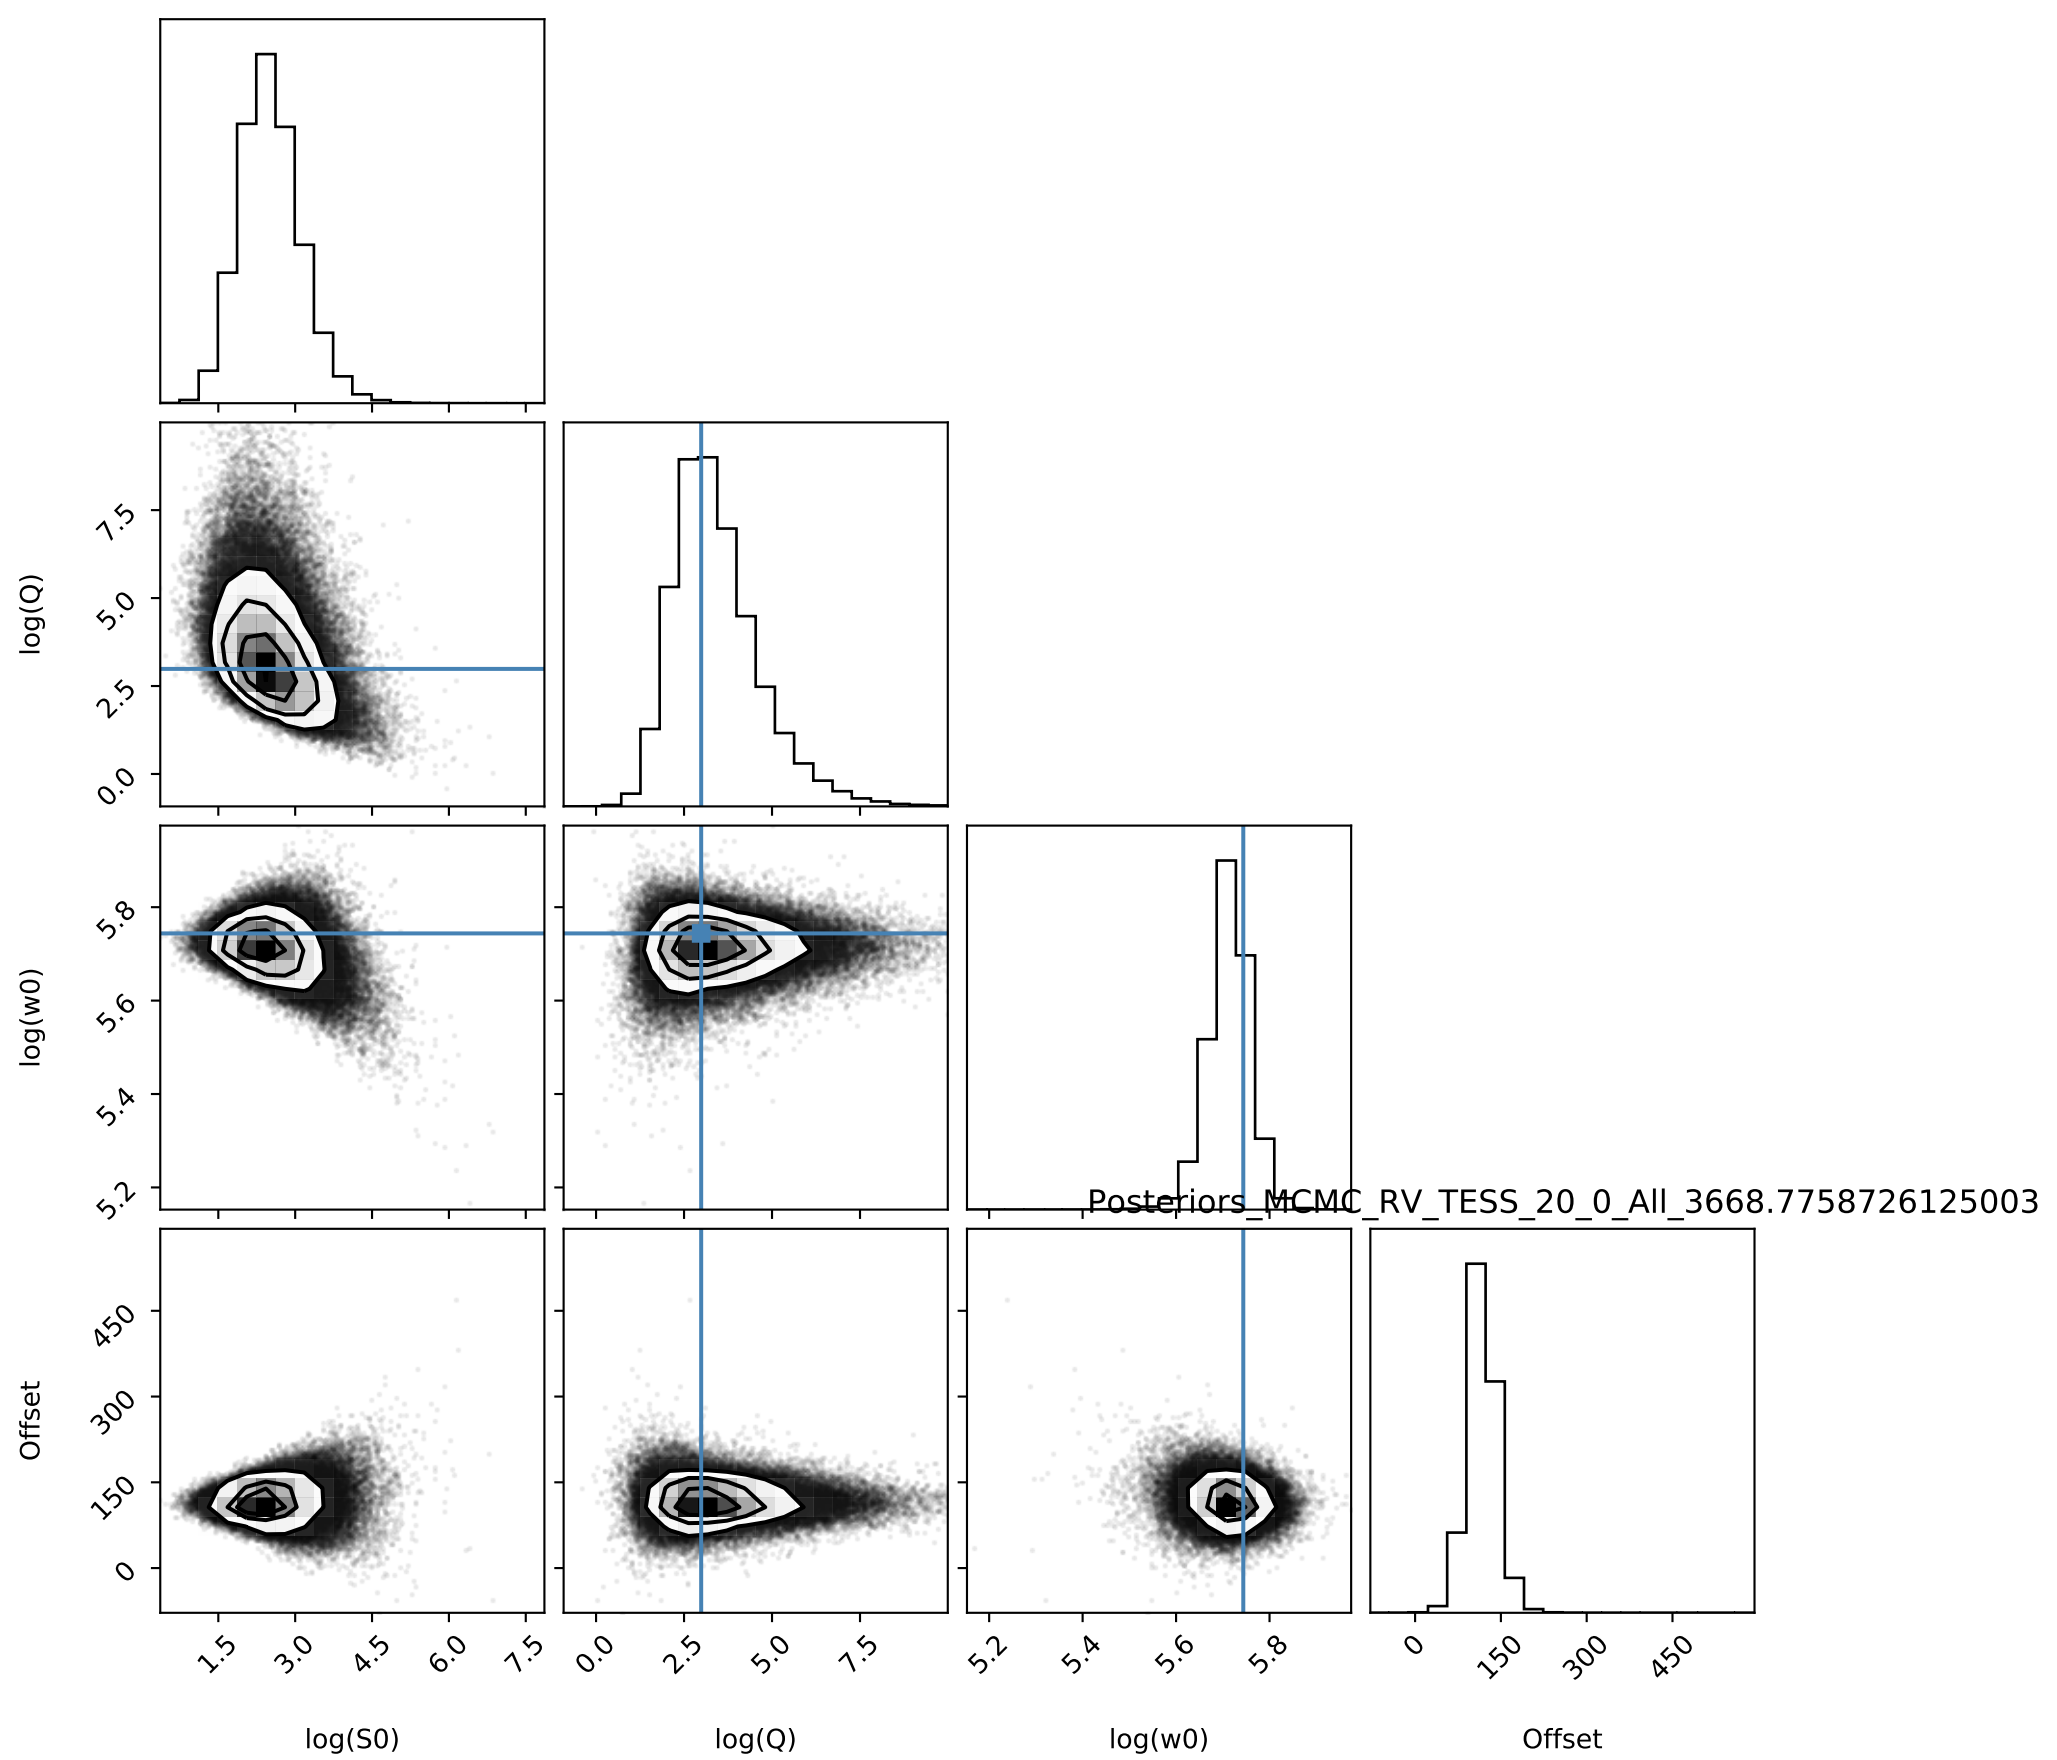 log(Q)
7.5
5.0
2.5
0.0
log(w0)
5.8
5.6
5.4
5.2
Posteriors_MCMC_RV_TESS_20_0_All_3668.7758726125003
Offset
450
300
150
0
1.5 3.0 4.5 6.0 7.5 0.0 2.5 5.0 7.5 5.2 5.4 5.6 5.8 0 150 300 450
log(S0) log(Q) log(w0) Offset